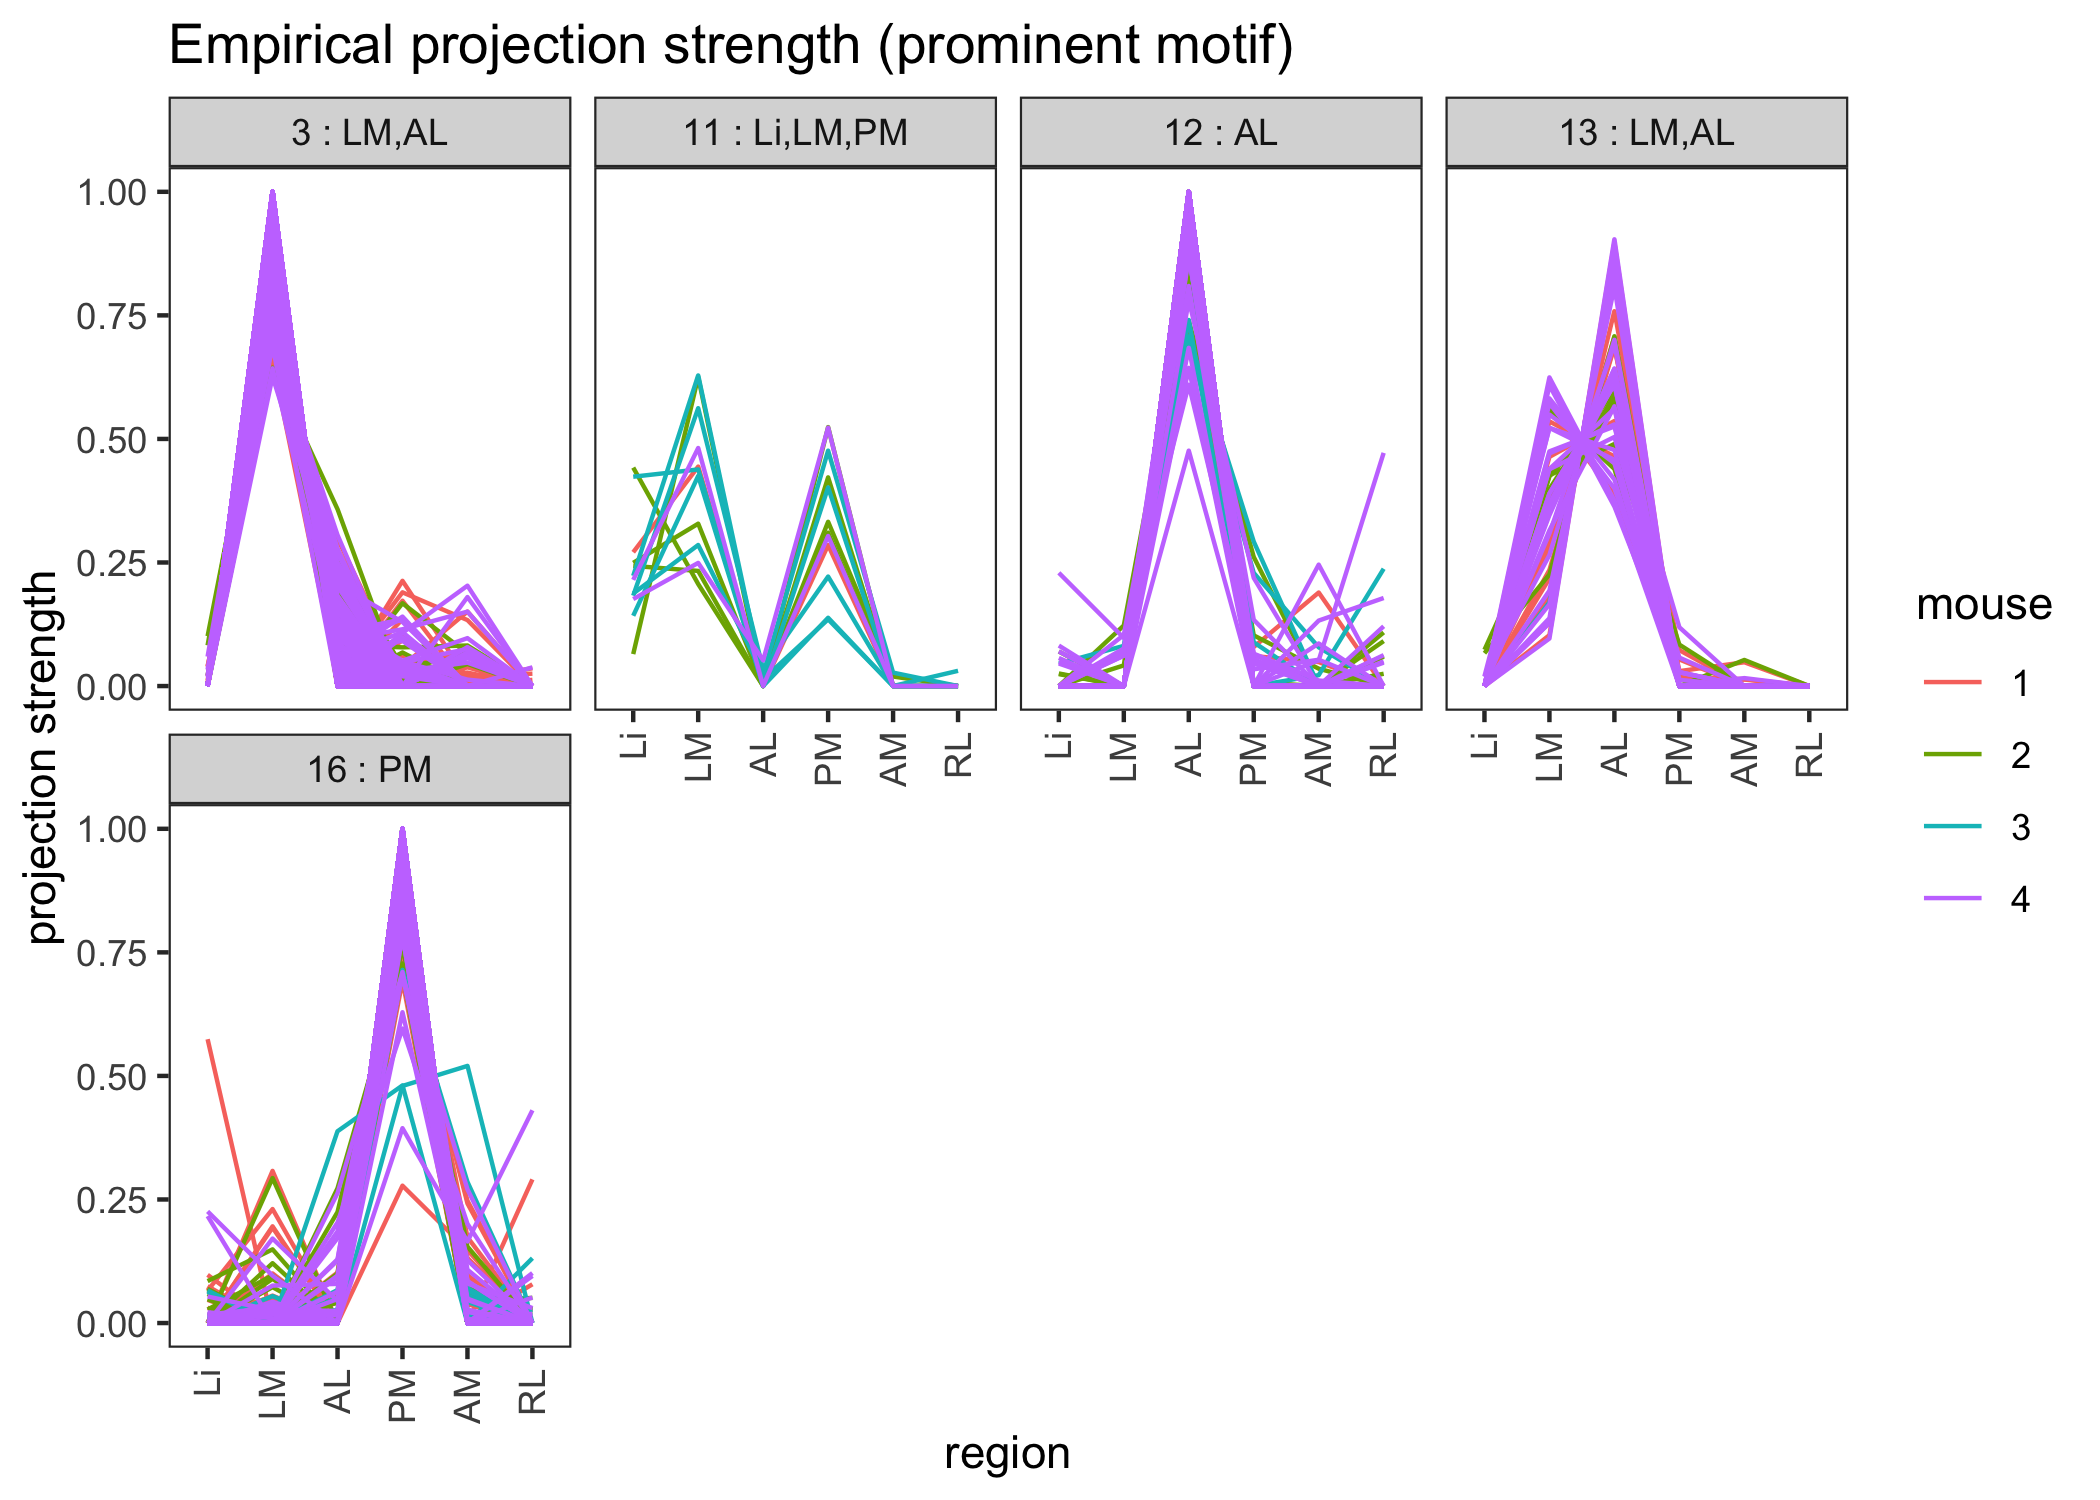 Empirical projection strength (prominent motif)
3 : LM,AL
11 : Li,LM,PM
12 : AL
13 : LM,AL
1.00
0.75
0.50
0.25
0.00
Li
LM
AL
PM
AM
RL
Li
LM
AL
PM
AM
RL
Li
LM
AL
PM
AM
RL
16 : PM
1.00
0.75
0.50
0.25
0.00
Li
LM
AL
PM
AM
RL
projection strength
region
mouse
1
2
3
4